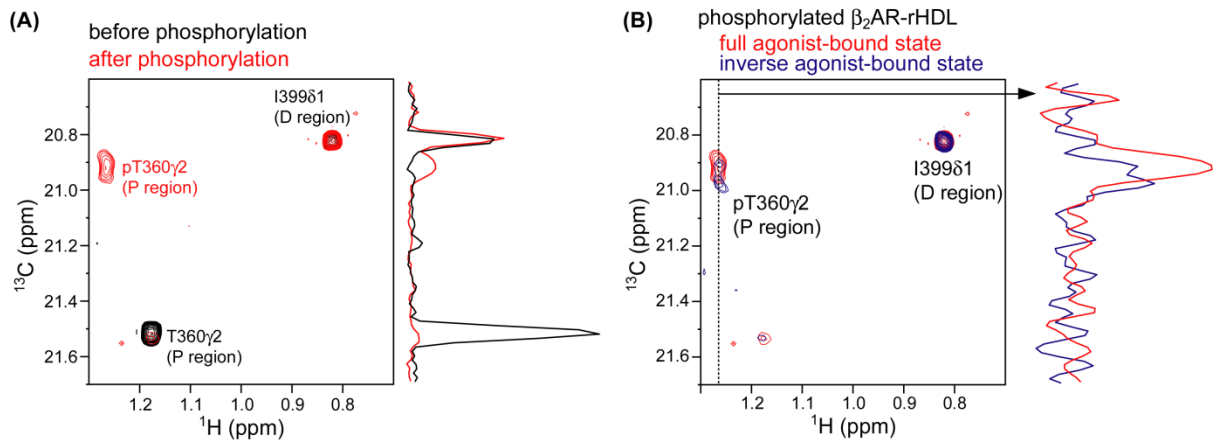 (A)
before phosphorylation
after phosphorylation
I399δ1
(D region)
pT360γ2
(P region)
T360γ2
(P region)
20.8
21.0
21.2
21.4
21.6
13C (ppm)
1.2 1.1 1.0 0.9 0.8
1H (ppm)
(B)
phosphorylated β2AR-rHDL
full agonist-bound state
inverse agonist-bound state
I399δ1
(D region)
pT360γ2
(P region)
20.8
21.0
21.2
21.4
21.6
13C (ppm)
1.2 1.1 1.0 0.9 0.8
1H (ppm)